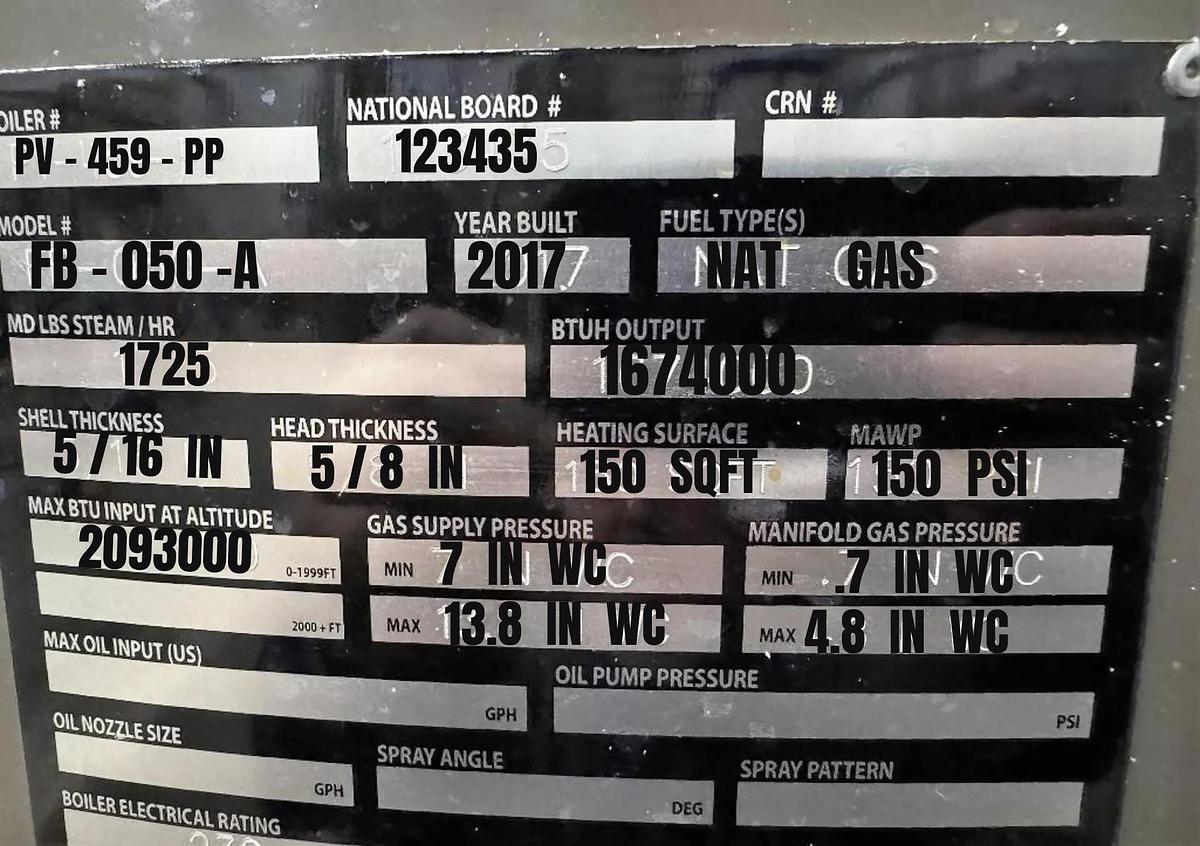 OILER # NATIONAL BOARD # CRN #
PV - 459 - PP 123435
MODEL # YEAR BUILT FUEL TYPE(S)
FB - 050 -A 2017 NAT GAS
MD LBS STEAM / HR BTUH OUTPUT
1725 1674000
SHELL THICKNESS HEAD THICKNESS HEATING SURFACE MAWP
5 / 16 IN 5 / 8 IN 150 SQFT 150 PSI
MAX BTU INPUT AT ALTITUDE GAS SUPPLY PRESSURE MANIFOLD GAS PRESSURE
2093000 0-1999FT MIN 7 IN WC MIN .7 IN WC
2000 + FT MAX 13.8 IN WC MAX 4.8 IN WC
MAX OIL INPUT (US) OIL PUMP PRESSURE
GPH PSI
OIL NOZZLE SIZE SPRAY ANGLE SPRAY PATTERN
GPH DEG
BOILER ELECTRICAL RATING